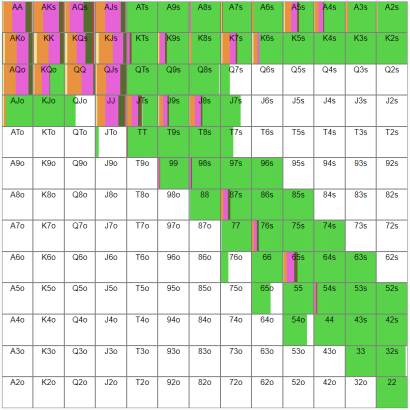 AA AKs AQs AJs ATs A9s A8s A7s A6s A5s A4s A3s A2s
AKo KK KQs KJs KTs K9s K8s K7s K6s K5s K4s K3s K2s
AQo KQo QQ QJs QTs Q9s Q8s Q7s Q6s Q5s Q4s Q3s Q2s
AJo KJo QJo JJ JTs J9s J8s J7s J6s J5s J4s J3s J2s
ATo KTo QTo JTo TT T9s T8s T7s T6s T5s T4s T3s T2s
A9o K9o Q9o J9o T9o 99 98s 97s 96s 95s 94s 93s 92s
A8o K8o Q8o J8o T8o 98o 88 87s 86s 85s 84s 83s 82s
A7o K7o Q7o J7o T7o 97o 87o 77 76s 75s 74s 73s 72s
A6o K6o Q6o J6o T6o 96o 86o 76o 66 65s 64s 63s 62s
A5o K5o Q5o J5o T5o 95o 85o 75o 65o 55 54s 53s 52s
A4o K4o Q4o J4o T4o 94o 84o 74o 64o 54o 44 43s 42s
A3o K3o Q3o J3o T3o 93o 83o 73o 63o 53o 43o 33 32s
A2o K2o Q2o J2o T2o 92o 82o 72o 62o 52o 42o 32o 22